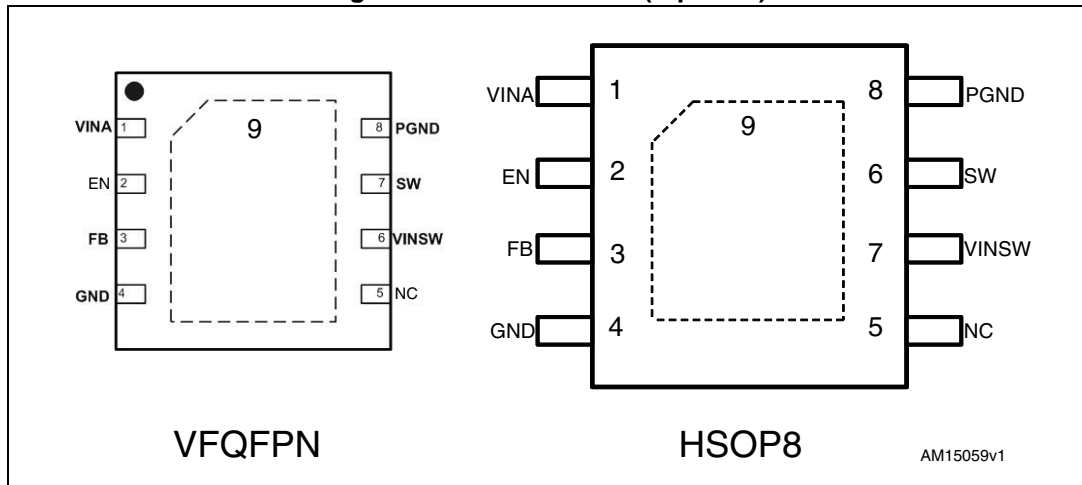 9
VINA 1
8 PGND
EN 2
7 SW
FB 3
6 VINSW
GND 4
5 NC
VFQFPN
VINA 1
8 PGND
9
EN 2
6 SW
FB 3
7 VINSW
GND 4
5 NC
HSOP8
AM15059v1